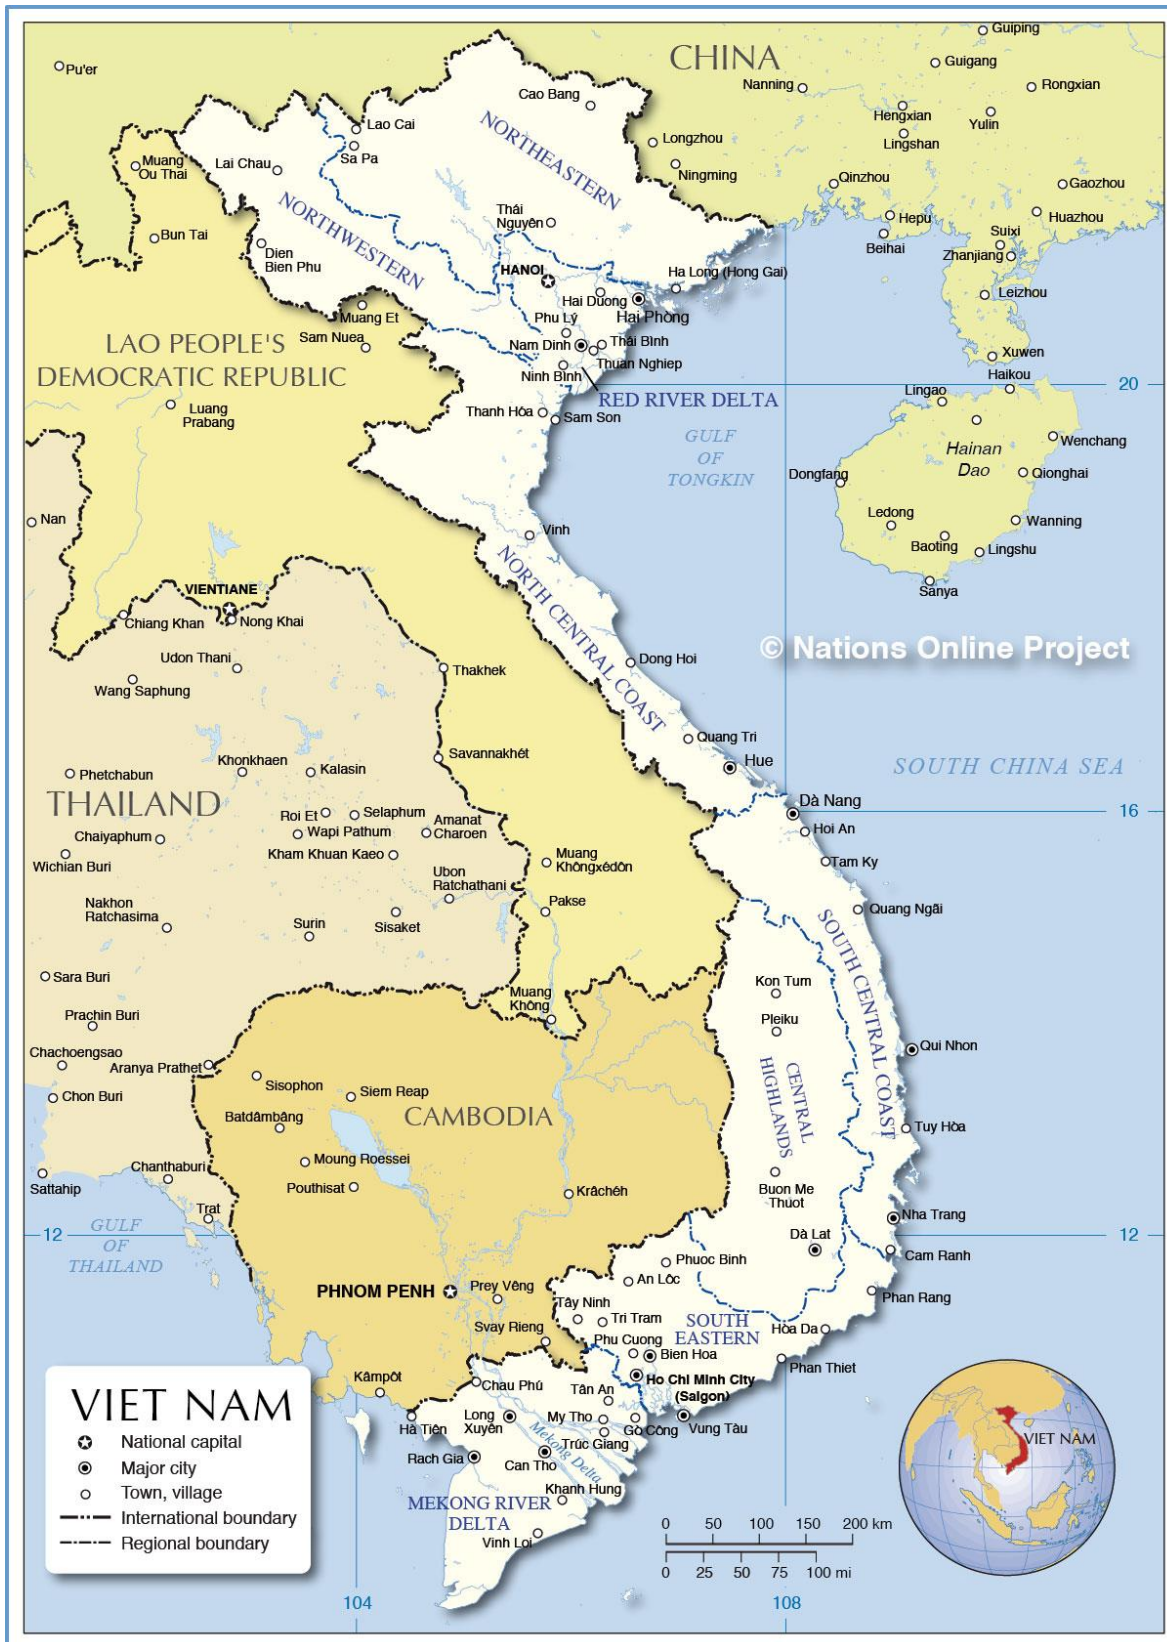 CHINA
Guiping
Pu'er
Guigang
Nanning
Rongxian
Cao Bang
Hengxian
Yulin
Lao Cai
NORTHEASTERN
Lingshan
Longzhou
Sa Pa
Muang
Ou Thai
Lai Chau
Ningming
Qinzhou
Gaozhou
NORTHWESTERN
Thái
Nguyên
Hepu
Huazhou
Bun Tai
Beihai
Suixi
Dien
Bien Phu
Zhanjiang
HANOI
Ha Long (Hong Gai)
Hai Duong
Leizhou
Muang Et
Phu Lý
Hai Phòng
LAO PEOPLE'S
DEMOCRATIC REPUBLIC
Sam Nuea
Nam Dinh
Thái Bình
Thuan Nghiep
Ninh Bình
Xuwen
Haikou
20
Lingao
RED RIVER DELTA
Luang
Prabang
Thanh Hóa
Sam Son
GULF
OF
TONGKIN
Hainan
Dao
Wenchang
Dongfang
Qionghai
Nan
Ledong
Wanning
Vinh
Baoting
Lingshu
Sanya
NORTH CENTRAL COAST
VIENTIANE
Chiang Khan
Nong Khai
© Nations Online Project
Udon Thani
Dong Hoi
Thakhek
Wang Saphung
Quang Tri
Savannakhét
Hue
SOUTH CHINA SEA
Khonkhaen
Kalasin
Phetchabun
THAILAND
Dà Nang
16
Roi Et
Selaphum
Amanat
Charoen
Wapi Pathum
Hoi An
Chaiyaphum
Kham Khuan Kaeo
Wichian Buri
Muang
Khôngxédôn
Tam Ky
Ubon
Ratchathani
Nakhon
Ratchasima
Pakse
Quang Ngãi
Surin
Sisaket
SOUTH CENTRAL COAST
Sara Buri
Kon Tum
Muang
Không
Prachin Buri
Pleiku
Chachoengsao
Aranya Prathet
Qui Nhon
Chon Buri
Sisophon
Siem Reap
CENTRAL
HIGHLANDS
Batdâmbâng
CAMBODIA
Tuy Hòa
Chanthaburi
Moung Roessei
Sattahip
Pouthisat
Krâchéh
Buon Me
Thuot
Trat
Nha Trang
GULF
OF
THAILAND
12
Dà Lat
12
Phuoc Binh
Cam Ranh
An Lôc
PHNOM PENH
Prey Vêng
Phan Rang
Tây Ninh
Tri Tram
SOUTH
EASTERN
Svay Rieng
Phu Cuong
Hòa Da
Bien Hoa
Phan Thiet
Kâmpôt
Chau Phú
Tân An
Ho Chi Minh City
(Saigon)
Hà Tiên
Long
Xuyên
My Tho
Gò Công
Vung Tàu
Trúc Giang
Mekong Delta
Rach Gia
Can Tho
Khanh Hung
MEKONG RIVER
DELTA
Vinh Loi
VIET NAM
National capital
Major city
Town, village
International boundary
Regional boundary
0 50 100 150 200 km
0 25 50 75 100 mi
VIET NAM
104
108